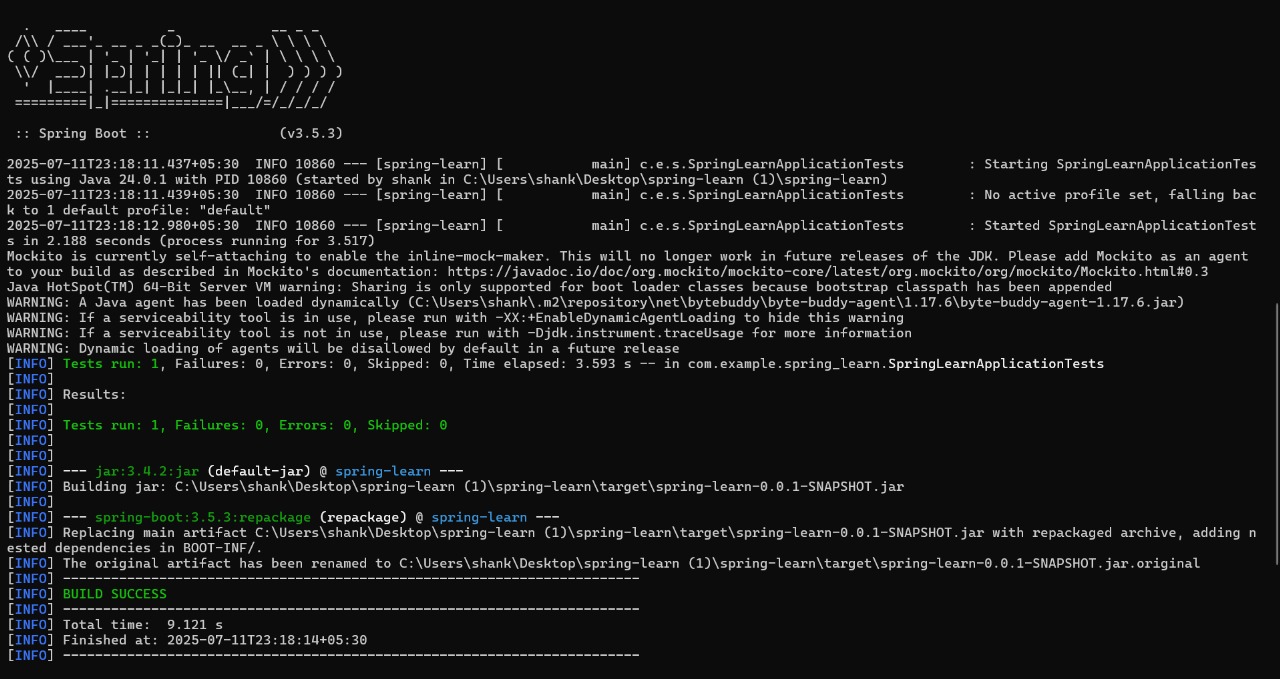 .   ____          _            __ _ _
 /\\ / ___'_ __ _ _(_)_ __  __ _ \ \ \ \
( ( )\___ | '_ | '_| | '_ \/ _` | \ \ \ \
 \\/  ___)| |_)| | | | | || (_| |  ) ) ) )
  '  |____| .__|_| |_|_| |_\__, | / / / /
 =========|_|==============|___/=/_/_/_/

 :: Spring Boot ::                (v3.5.3)

2025-07-11T23:18:11.437+05:30  INFO 10860 --- [spring-learn] [           main] c.e.s.SpringLearnApplicationTests        : Starting SpringLearnApplicationTes
ts using Java 24.0.1 with PID 10860 (started by shank in C:\Users\shank\Desktop\spring-learn (1)\spring-learn)
2025-07-11T23:18:11.439+05:30  INFO 10860 --- [spring-learn] [           main] c.e.s.SpringLearnApplicationTests        : No active profile set, falling bac
k to 1 default profile: "default"
2025-07-11T23:18:12.980+05:30  INFO 10860 --- [spring-learn] [           main] c.e.s.SpringLearnApplicationTests        : Started SpringLearnApplicationTest
s in 2.188 seconds (process running for 3.517)
Mockito is currently self-attaching to enable the inline-mock-maker. This will no longer work in future releases of the JDK. Please add Mockito as an agent
to your build as described in Mockito's documentation: https://javadoc.io/doc/org.mockito/mockito-core/latest/org.mockito/org/mockito/Mockito.html#0.3
Java HotSpot(TM) 64-Bit Server VM warning: Sharing is only supported for boot loader classes because bootstrap classpath has been appended
WARNING: A Java agent has been loaded dynamically (C:\Users\shank\.m2\repository\net\bytebuddy\byte-buddy-agent\1.17.6\byte-buddy-agent-1.17.6.jar)
WARNING: If a serviceability tool is in use, please run with -XX:+EnableDynamicAgentLoading to hide this warning
WARNING: If a serviceability tool is not in use, please run with -Djdk.instrument.traceUsage for more information
WARNING: Dynamic loading of agents will be disallowed by default in a future release
[INFO] Tests run: 1, Failures: 0, Errors: 0, Skipped: 0, Time elapsed: 3.593 s -- in com.example.spring_learn.SpringLearnApplicationTests
[INFO]
[INFO] Results:
[INFO]
[INFO] Tests run: 1, Failures: 0, Errors: 0, Skipped: 0
[INFO]
[INFO]
[INFO] --- jar:3.4.2:jar (default-jar) @ spring-learn ---
[INFO] Building jar: C:\Users\shank\Desktop\spring-learn (1)\spring-learn\target\spring-learn-0.0.1-SNAPSHOT.jar
[INFO]
[INFO] --- spring-boot:3.5.3:repackage (repackage) @ spring-learn ---
[INFO] Replacing main artifact C:\Users\shank\Desktop\spring-learn (1)\spring-learn\target\spring-learn-0.0.1-SNAPSHOT.jar with repackaged archive, adding n
ested dependencies in BOOT-INF/.
[INFO] The original artifact has been renamed to C:\Users\shank\Desktop\spring-learn (1)\spring-learn\target\spring-learn-0.0.1-SNAPSHOT.jar.original
[INFO] ------------------------------------------------------------------------
[INFO] BUILD SUCCESS
[INFO] ------------------------------------------------------------------------
[INFO] Total time:  9.121 s
[INFO] Finished at: 2025-07-11T23:18:14+05:30
[INFO] ------------------------------------------------------------------------